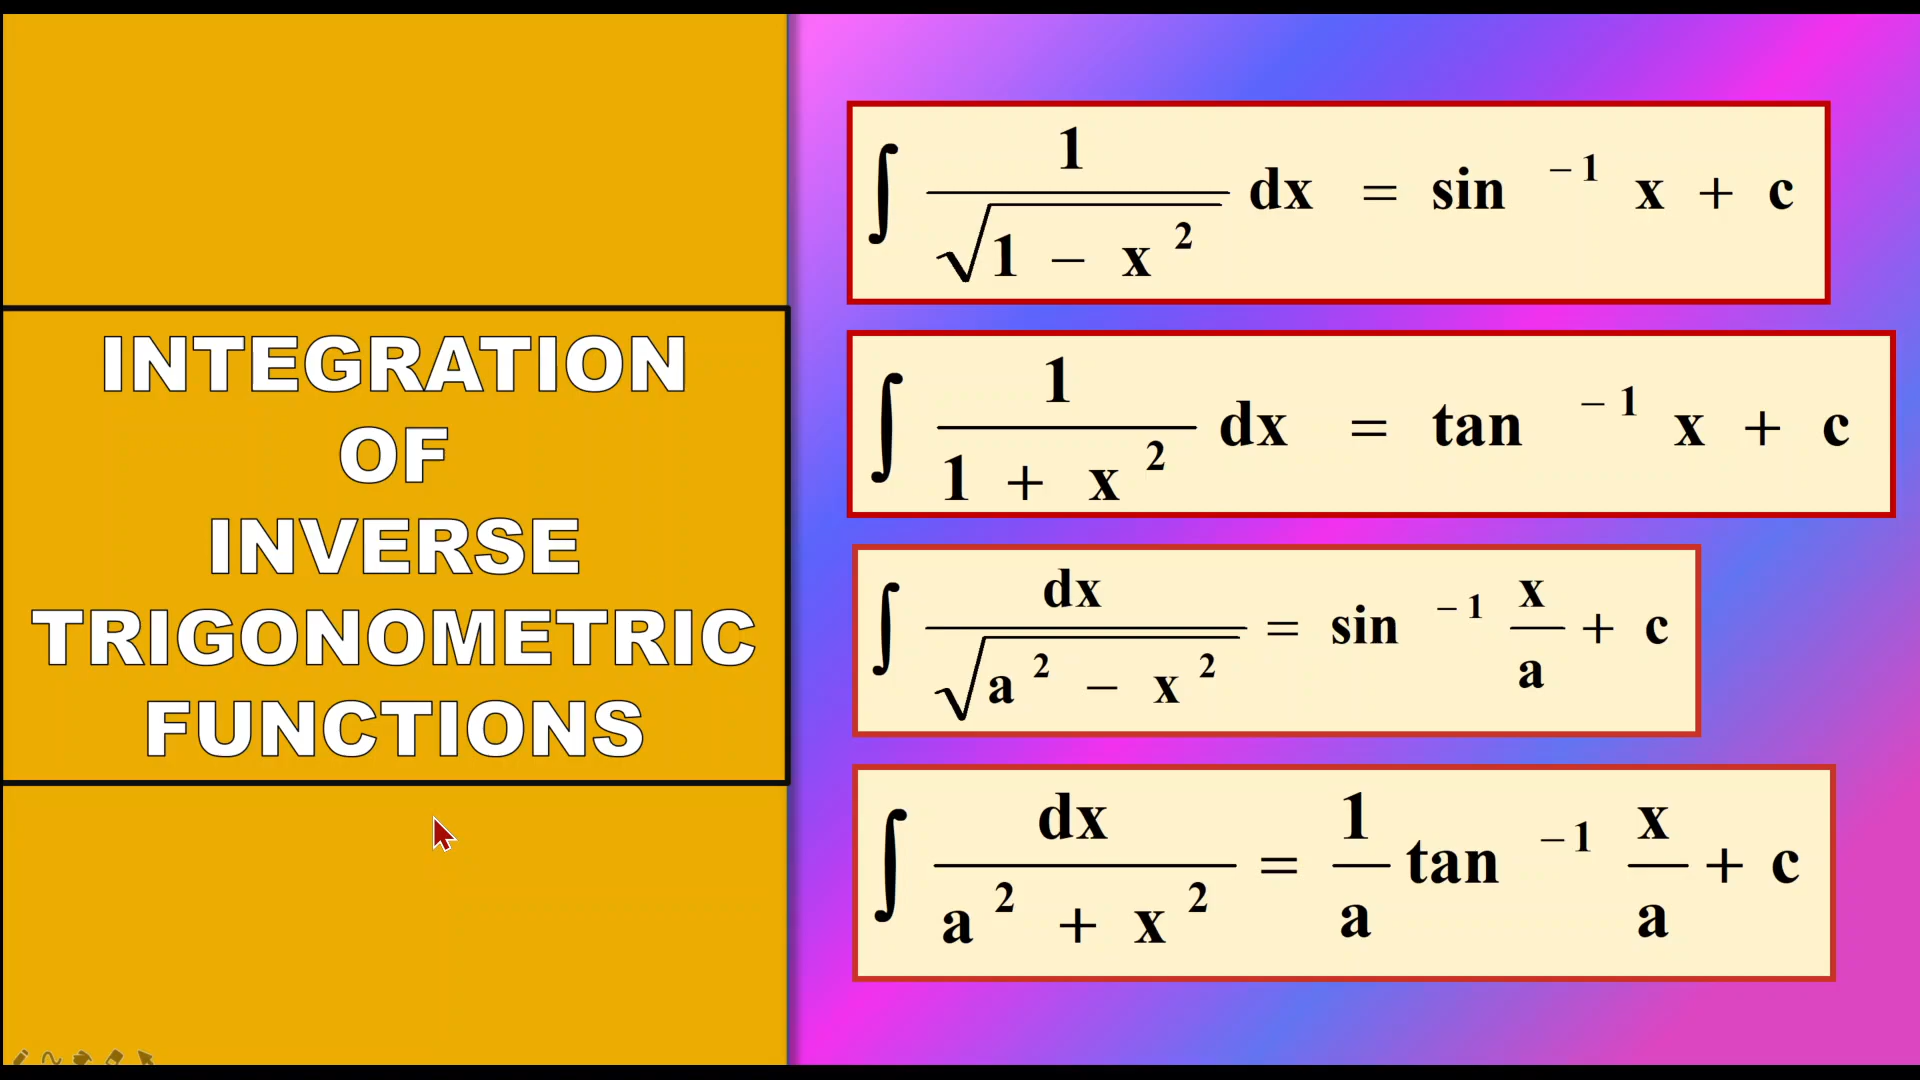 INTEGRATION
OF
INVERSE
TRIGONOMETRIC
FUNCTIONS
∫ 1/√(1 − x²) dx = sin⁻¹ x + c
∫ 1/(1 + x²) dx = tan⁻¹ x + c
∫ dx/√(a² − x²) = sin⁻¹ x/a + c
∫ dx/(a² + x²) = 1/a tan⁻¹ x/a + c